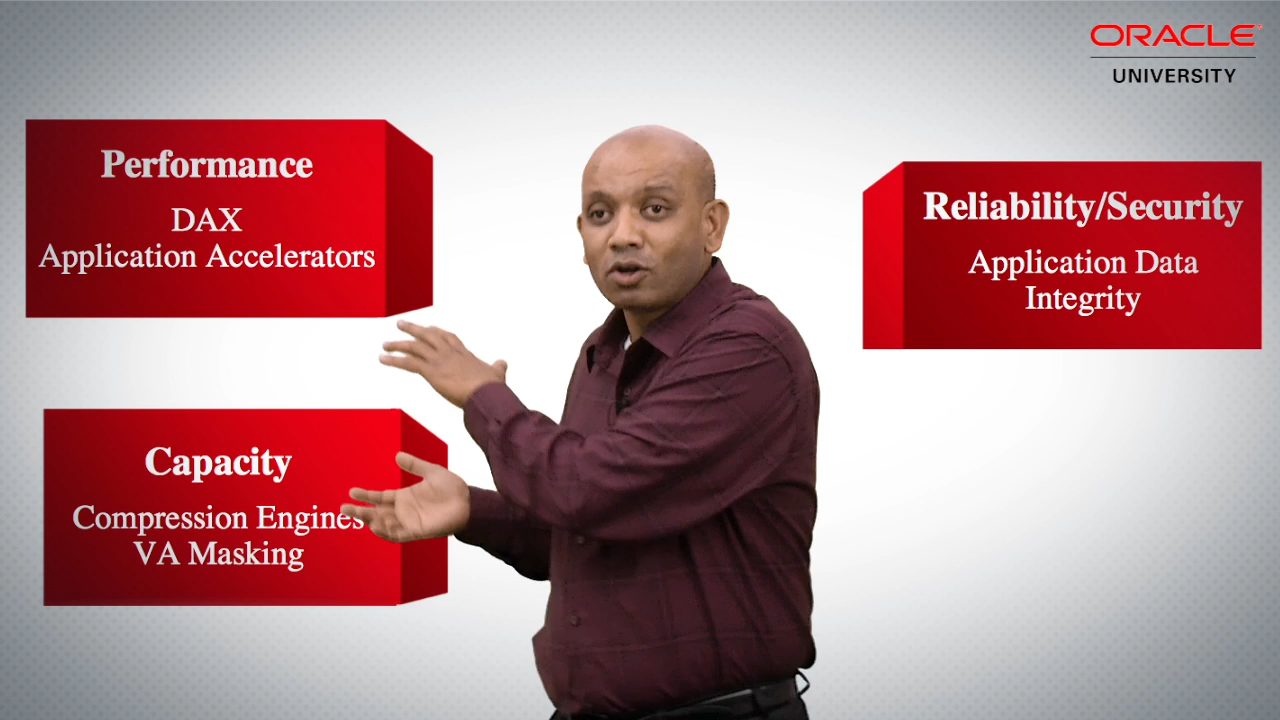 ORACLE
UNIVERSITY
Performance
DAX
Application Accelerators
Reliability/Security
Application Data
Integrity
Capacity
Compression Engines
VA Masking